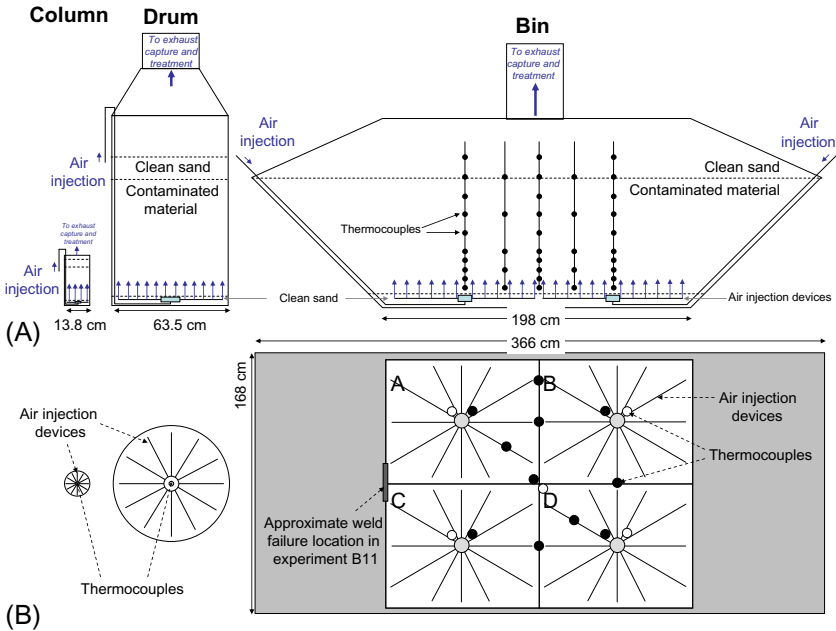 Column
Drum
Bin
To exhaust
capture and
treatment
To exhaust
capture and
treatment
Air
injection
Air
injection
Air
injection
Clean sand
Contaminated
material
Clean sand
Contaminated material
Thermocouples
To exhaust
capture and
treatment
Air
injection
Clean sand
Air injection devices
(A)
13.8 cm
63.5 cm
198 cm
366 cm
168 cm
A
B
C
D
Air injection
devices
Air injection
devices
Thermocouples
Approximate weld
failure location in
experiment B11
Thermocouples
(B)